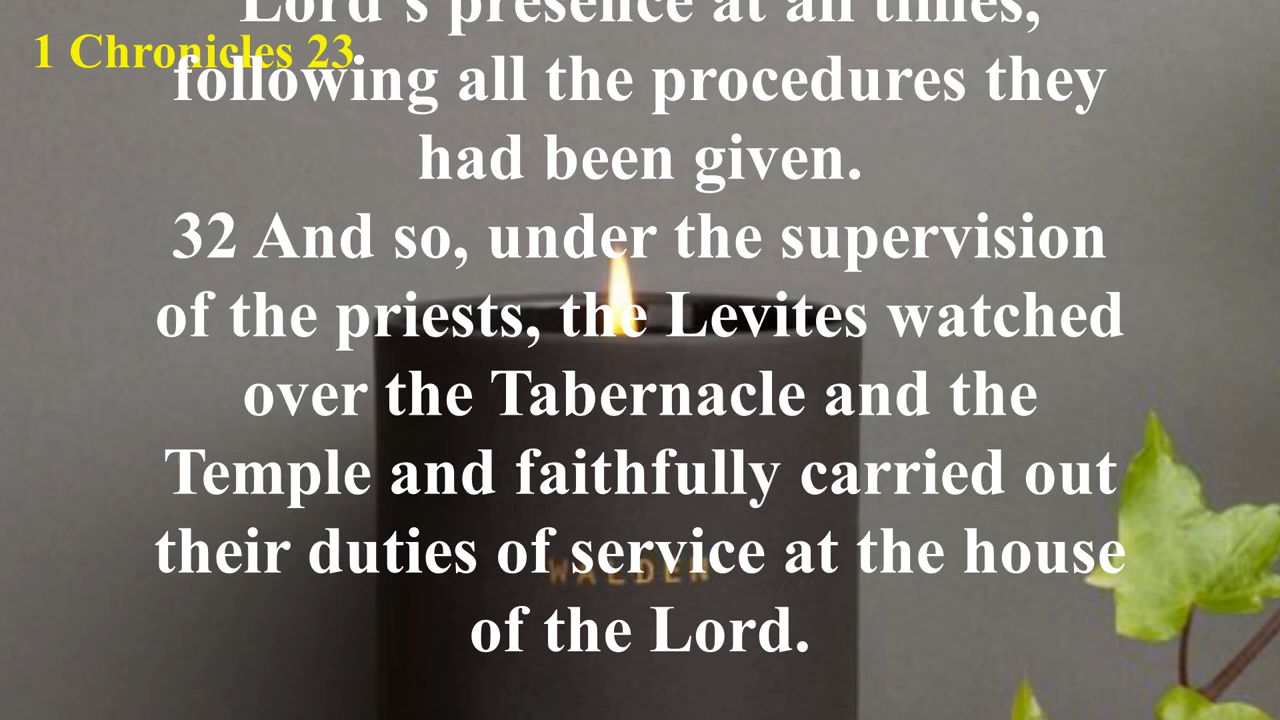 Lord's presence at all times,
1 Chronicles 23
following all the procedures they
had been given.
32 And so, under the supervision
of the priests, the Levites watched
over the Tabernacle and the
Temple and faithfully carried out
their duties of service at the house
WALDEN
of the Lord.